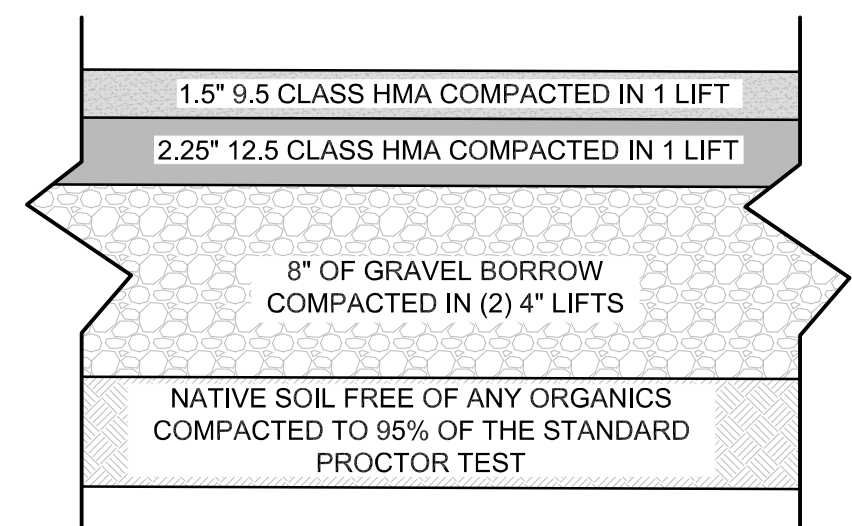 1.5" 9.5 CLASS HMA COMPACTED IN 1 LIFT
2.25" 12.5 CLASS HMA COMPACTED IN 1 LIFT
8" OF GRAVEL BORROW
COMPACTED IN (2) 4" LIFTS
NATIVE SOIL FREE OF ANY ORGANICS
COMPACTED TO 95% OF THE STANDARD
PROCTOR TEST